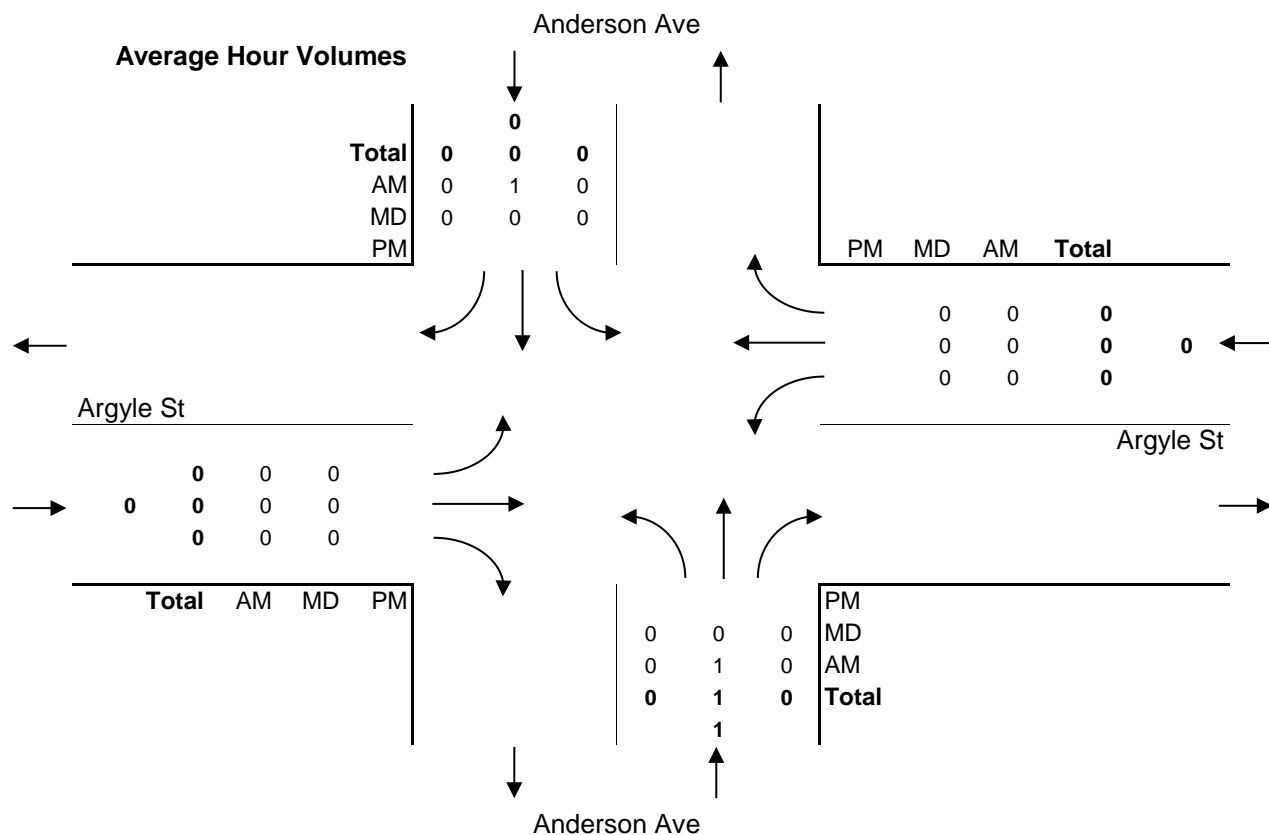 Anderson Ave
Average Hour Volumes
0
Total 0 0 0
AM 0 1 0
MD 0 0 0
PM
PM MD AM Total
0 0 0
0 0 0 0
0 0 0
Argyle St
Argyle St
0 0 0
0 0 0 0
0 0 0
Total AM MD PM
PM
0 0 0 MD
0 1 0 AM
0 1 0 Total
1
Anderson Ave